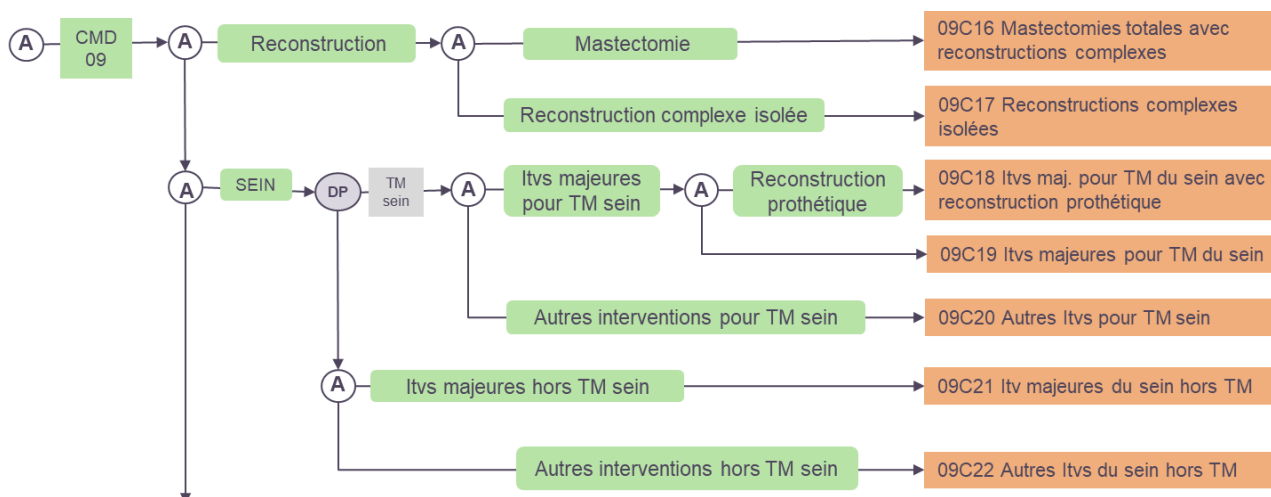 A
CMD
09
A
Reconstruction
A
Mastectomie
09C16 Mastectomies totales avec
reconstructions complexes
Reconstruction complexe isolée
09C17 Reconstructions complexes
isolées
A
SEIN
DP
TM
sein
A
Itvs majeures
pour TM sein
A
Reconstruction
prothétique
09C18 Itvs maj. pour TM du sein avec
reconstruction prothétique
09C19 Itvs majeures pour TM du sein
Autres interventions pour TM sein
09C20 Autres Itvs pour TM sein
A
Itvs majeures hors TM sein
09C21 Itv majeures du sein hors TM
Autres interventions hors TM sein
09C22 Autres Itvs du sein hors TM